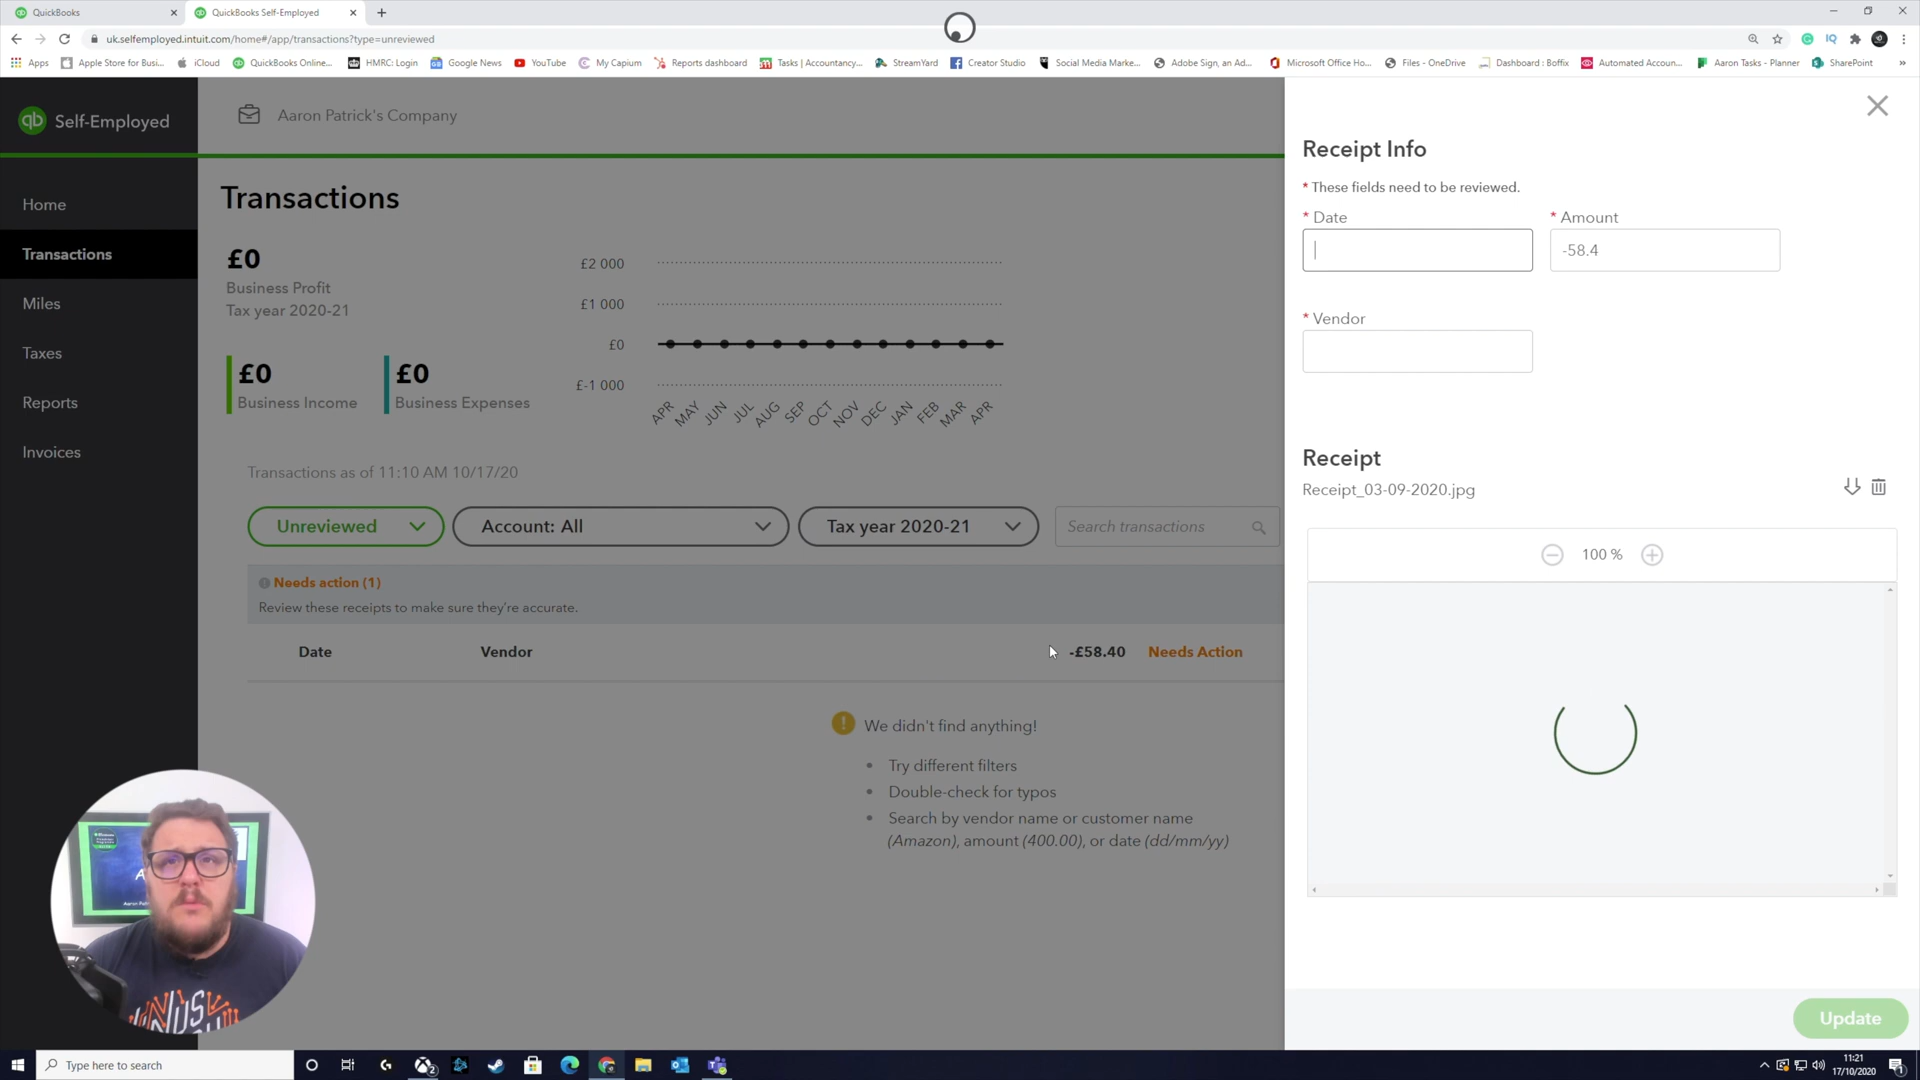 QuickBooks
QuickBooks Self-Employed
uk.selfemployed.intuit.com/home#/app/transactions?type=unreviewed
Apps
Apple Store for Busi...
iCloud
QuickBooks Online...
HMRC: Login
Google News
YouTube
My Capium
Reports dashboard
Tasks | Accountancy...
StreamYard
Creator Studio
Social Media Marke...
Adobe Sign, an Ad...
Microsoft Office Ho...
Files - OneDrive
Dashboard : Boffix
Automated Accoun...
Aaron Tasks - Planner
SharePoint
qb Self-Employed
Aaron Patrick's Company
Home
Transactions
Miles
Taxes
Reports
Invoices
Transactions
£0
Business Profit
Tax year 2020-21
£0
Business Income
£0
Business Expenses
£2 000
£1 000
£0
£-1 000
APR MAY JUN JUL AUG SEP OCT NOV DEC JAN FEB MAR APR
Transactions as of 11:10 AM 10/17/20
Unreviewed
Account: All
Tax year 2020-21
Search transactions
Needs action (1)
Review these receipts to make sure they're accurate.
Date Vendor -£58.40 Needs Action
We didn't find anything!
• Try different filters
• Double-check for typos
• Search by vendor name or customer name
(Amazon), amount (400.00), or date (dd/mm/yy)
Receipt Info
* These fields need to be reviewed.
* Date
* Amount
-58.4
* Vendor
Receipt
Receipt_03-09-2020.jpg
100 %
Update
Type here to search
2
11:21
17/10/2020
1